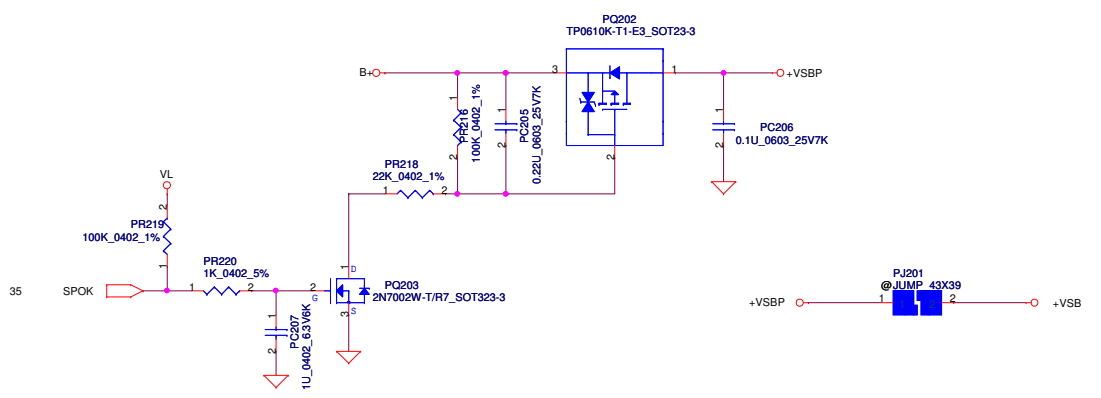 PQ202
TP0610K-T1-E3_SOT23-3
B+
3
1
+VSBP
1
PR216
100K_0402_1%
2
1
PC205
0.22U_0603_25V7K
2
2
1
PC206
0.1U_0603_25V7K
2
PR218
22K_0402_1%
1
2
VL
2
PR219
100K_0402_1%
1
PR220
1K_0402_5%
35
SPOK
1
2
2
G
1
D
PQ203
2N7002W-T/R7_SOT323-3
3
S
1
PC207
1U_0402_6.3V6K
2
PJ201
@JUMP_43X39
+VSBP
1
1
2
2
+VSB